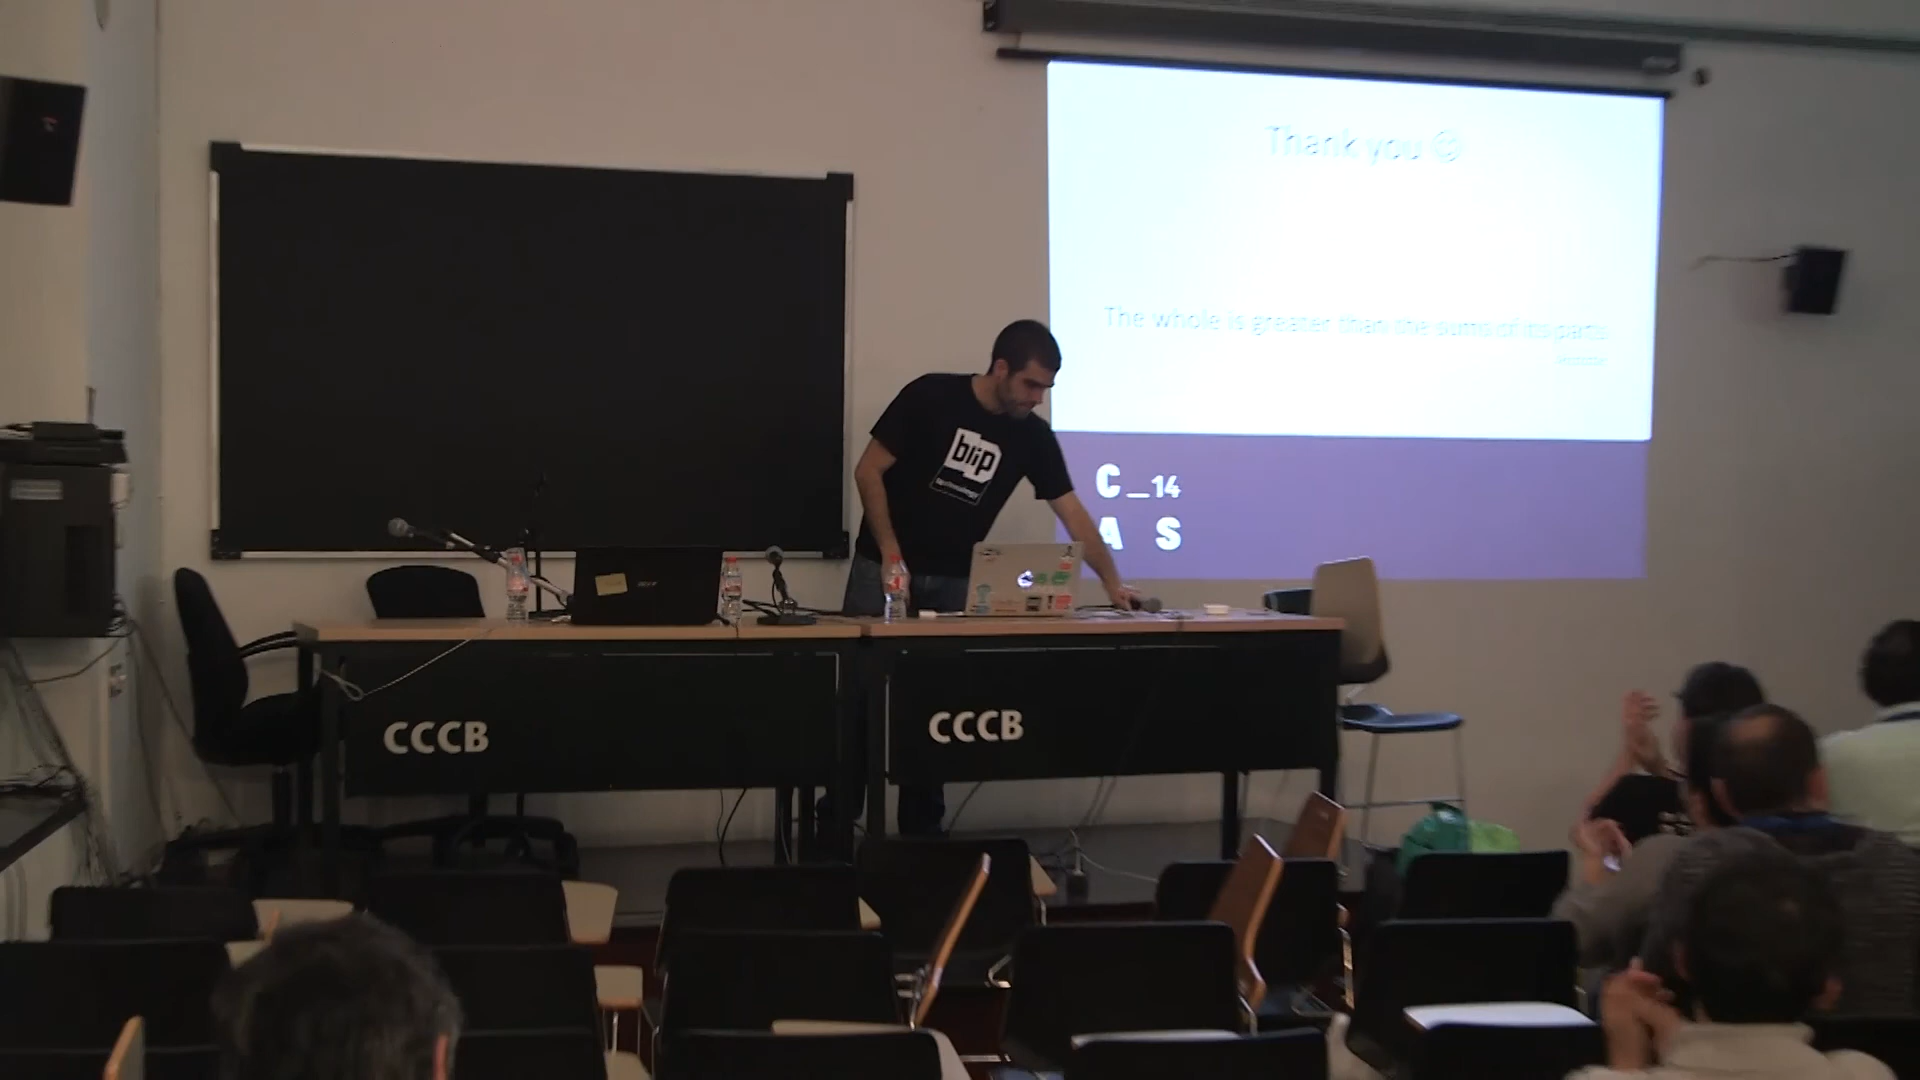 Thank you
The whole is greater than the sums of its parts
blip
C_14
A S
CCCB
CCCB